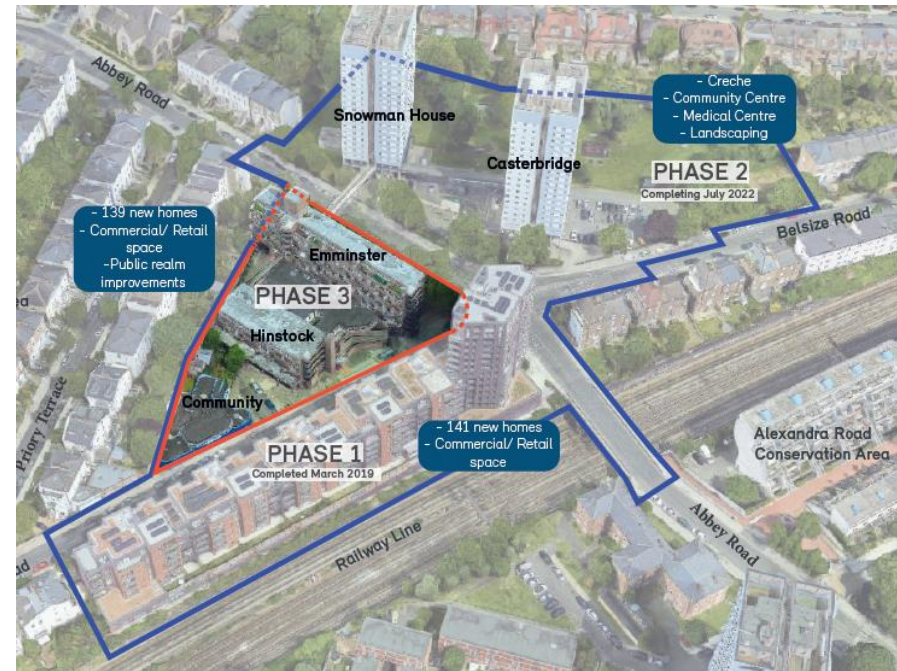 Abbey Road
Snowman House
- Creche
- Community Centre
- Medical Centre
- Landscaping
Casterbridge
PHASE 2
Completing July 2022
Belsize Road
- 139 new homes
- Commercial/ Retail
space
-Public realm
improvements
Emminster
PHASE 3
Hinstock
Community
Priory Terrace
PHASE 1
Completed March 2019
- 141 new homes
- Commercial/ Retail
space
Alexandra Road
Conservation Area
Abbey Road
Railway Line